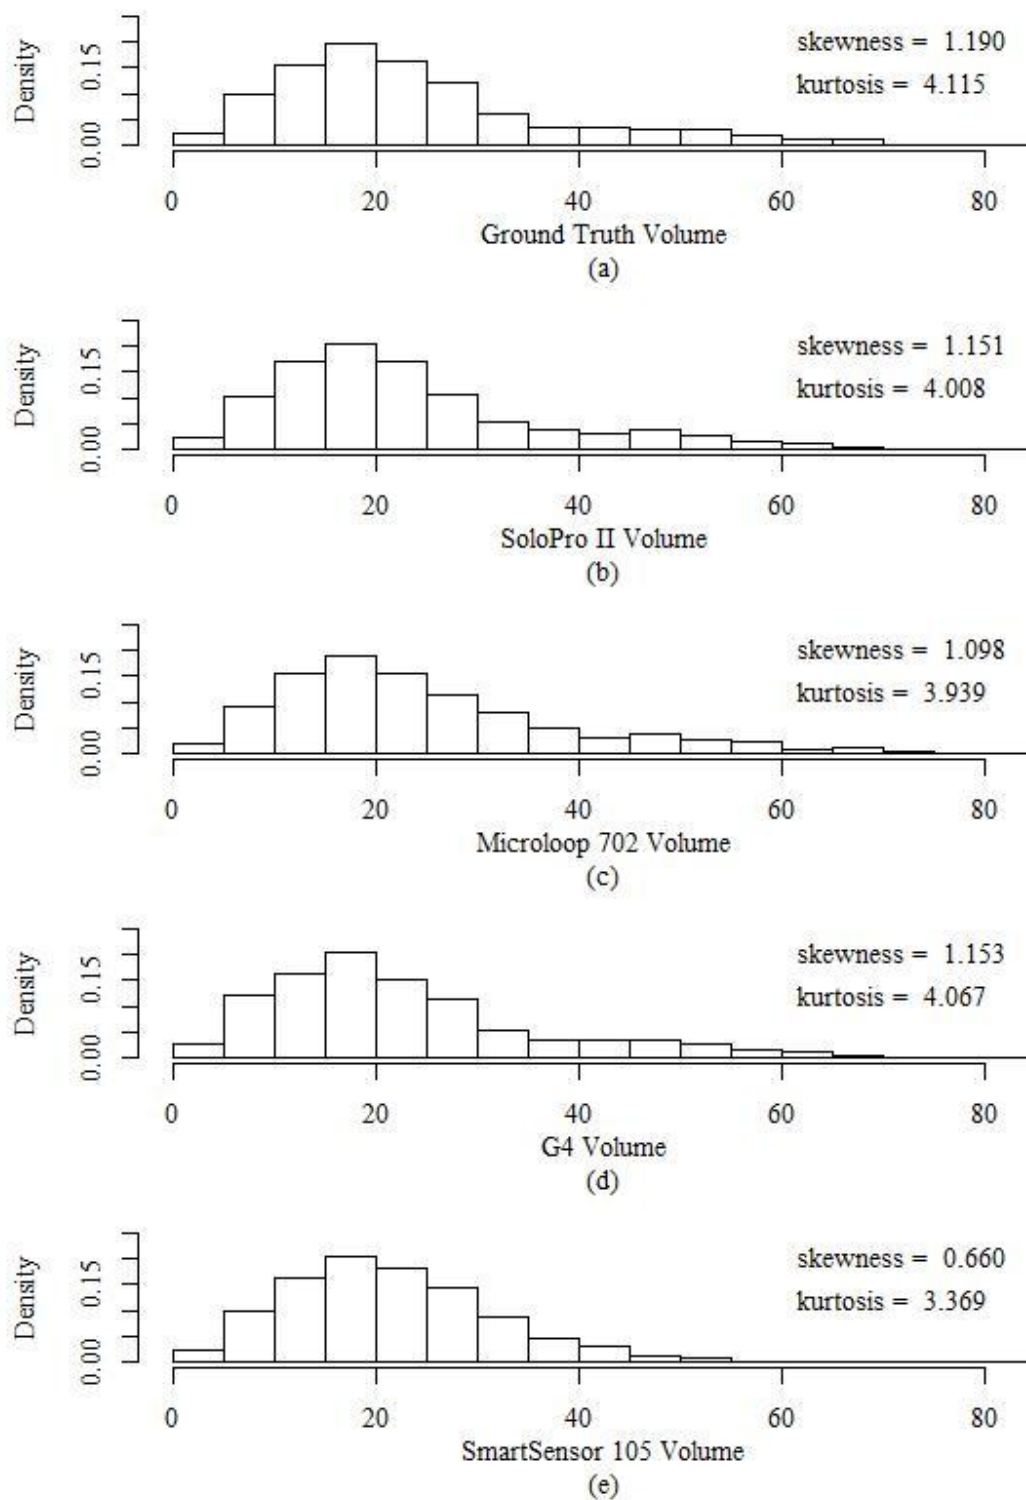 skewness = 1.190
kurtosis = 4.115
Density
0.15
0.00
0 20 40 60 80
Ground Truth Volume
(a)
skewness = 1.151
kurtosis = 4.008
Density
0.15
0.00
0 20 40 60 80
SoloPro II Volume
(b)
skewness = 1.098
kurtosis = 3.939
Density
0.15
0.00
0 20 40 60 80
Microloop 702 Volume
(c)
skewness = 1.153
kurtosis = 4.067
Density
0.15
0.00
0 20 40 60 80
G4 Volume
(d)
skewness = 0.660
kurtosis = 3.369
Density
0.15
0.00
0 20 40 60 80
SmartSensor 105 Volume
(e)